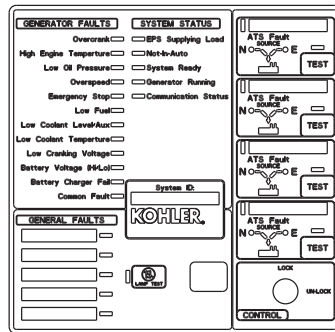 GENERATOR FAULTS
Overcrank
High Engine Temperture
Low Oil Pressure
Overspeed
Emergency Stop
Low Fuel
Low Coolant Level/Aux
Low Coolant Temperture
Low Cranking Voltage
Battery Voltage (Hi/Lo)
Battery Charger Fail
Common Fault
SYSTEM STATUS
EPS Supplying Load
Not-In-Auto
System Ready
Generator Running
Communication Status
System ID:
KOHLER.
GENERAL FAULTS
LAMP TEST
ATS Fault
SOURCE
N E
TEST
ATS Fault
SOURCE
N E
TEST
ATS Fault
SOURCE
N E
TEST
ATS Fault
SOURCE
N E
TEST
LOCK
UN-LOCK
CONTROL